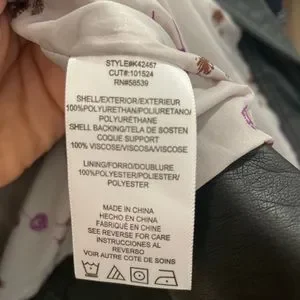 STYLE#K42457
CUT#:101524
RN#58539
SHELL/EXTERIOR/EXTERIEUR
100%POLYURETHAN/POLIURETANO/
POLYURÉTHANE
SHELL BACKING/TELA DE SOSTEN
COQUE SUPPORT
100% VISCOSA/VISCOSA/VISCOSE
LINING/FORRO/DOUBLURE
100%POLYESTER/POLIESTER/
POLYESTER
MADE IN CHINA
HECHO EN CHINA
FABRIQUÉ EN CHINE
SEE REVERSE FOR CARE
INSTRUCCIONES AL
REVERSO
VOIR AUTRE COTE DE SOINS